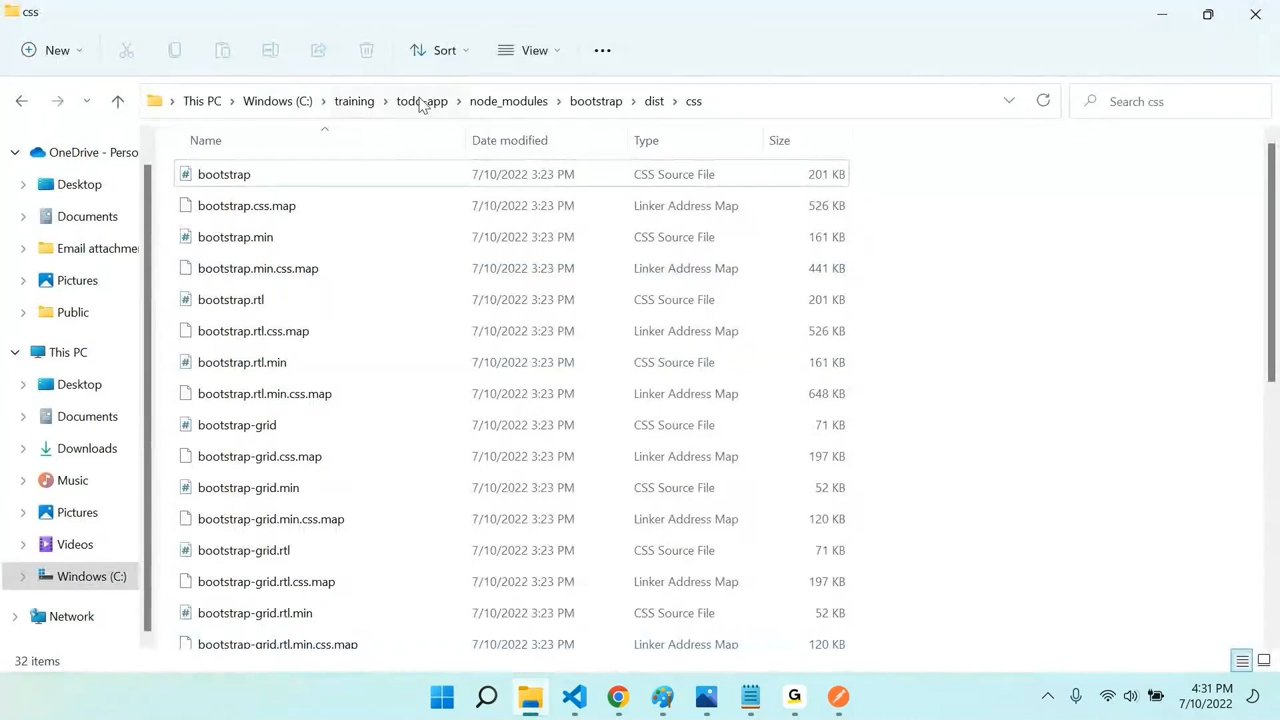 css
New
Sort
View
This PC
Windows (C:)
training
node_modules
bootstrap
dist
css
Search css
Name
Date modified
Type
Size
OneDrive - Perso
Desktop
Documents
Email attachme
Pictures
Public
This PC
Desktop
Documents
Downloads
Music
Pictures
Videos
Windows (C:)
Network
bootstrap 7/10/2022 3:23 PM CSS Source File 201 KB
bootstrap.css.map 7/10/2022 3:23 PM Linker Address Map 526 KB
bootstrap.min 7/10/2022 3:23 PM CSS Source File 161 KB
bootstrap.min.css.map 7/10/2022 3:23 PM Linker Address Map 441 KB
bootstrap.rtl 7/10/2022 3:23 PM CSS Source File 201 KB
bootstrap.rtl.css.map 7/10/2022 3:23 PM Linker Address Map 526 KB
bootstrap.rtl.min 7/10/2022 3:23 PM CSS Source File 161 KB
bootstrap.rtl.min.css.map 7/10/2022 3:23 PM Linker Address Map 648 KB
bootstrap-grid 7/10/2022 3:23 PM CSS Source File 71 KB
bootstrap-grid.css.map 7/10/2022 3:23 PM Linker Address Map 197 KB
bootstrap-grid.min 7/10/2022 3:23 PM CSS Source File 52 KB
bootstrap-grid.min.css.map 7/10/2022 3:23 PM Linker Address Map 120 KB
bootstrap-grid.rtl 7/10/2022 3:23 PM CSS Source File 71 KB
bootstrap-grid.rtl.css.map 7/10/2022 3:23 PM Linker Address Map 197 KB
bootstrap-grid.rtl.min 7/10/2022 3:23 PM CSS Source File 52 KB
bootstrap-grid.rtl.min.css.map 7/10/2022 3:23 PM Linker Address Map 120 KB
32 items
G
4:31 PM
7/10/2022